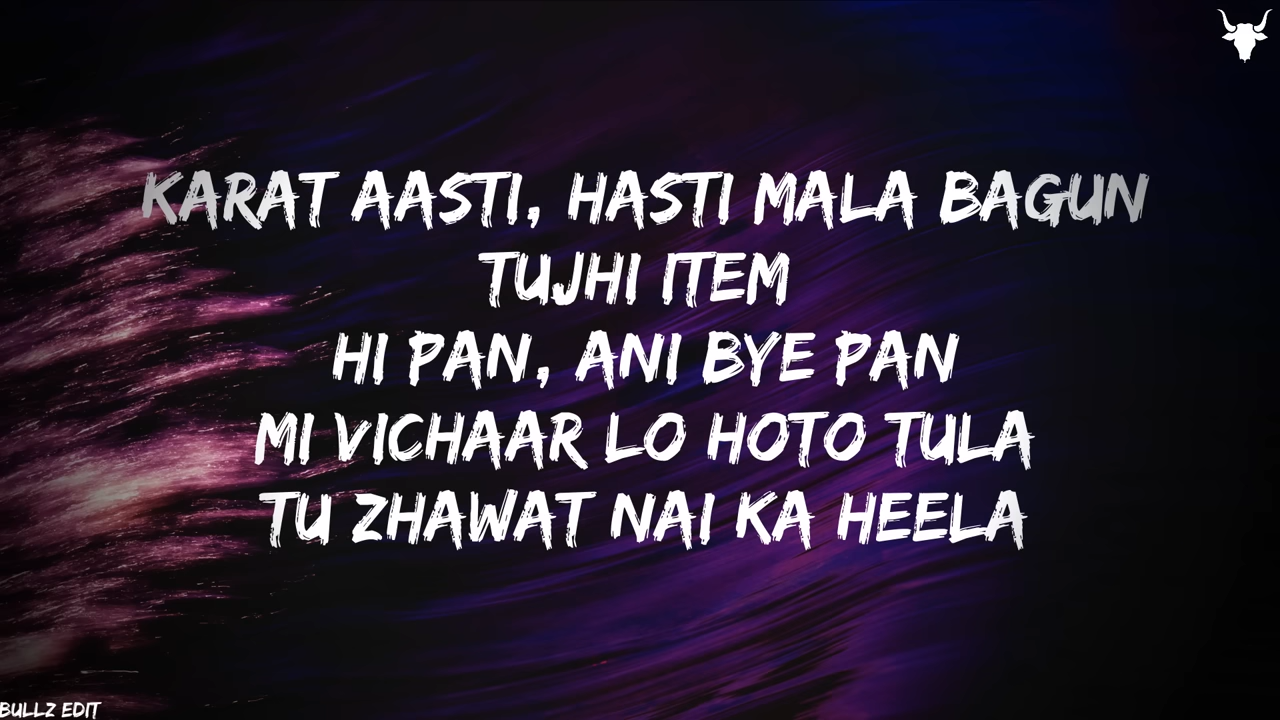 KARAT AASTI, HASTI MALA BAGUN
TUJHI ITEM
HI PAN, ANI BYE PAN
MI VICHAAR LO HOTO TULA
TU ZHAWAT NAI KA HEELA
BULLZ EDIT